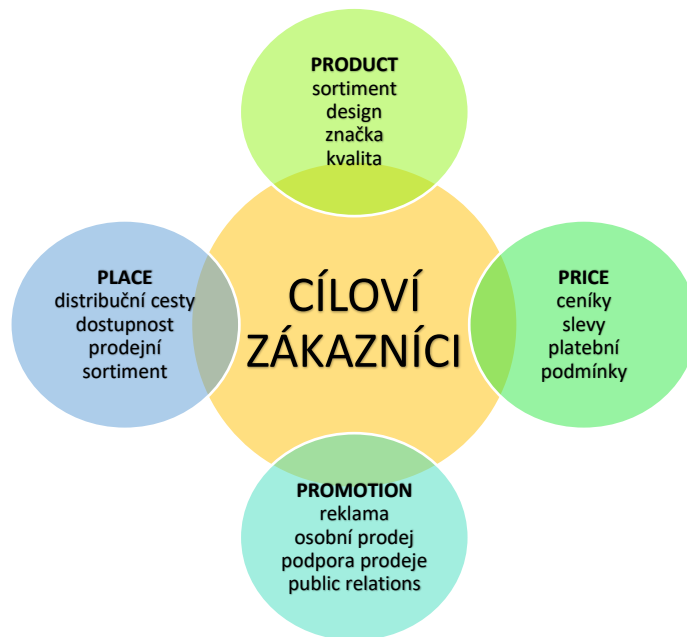 PRODUCT
sortiment
design
značka
kvalita
PLACE
distribuční cesty
dostupnost
prodejní
sortiment
CÍLOVÍ
ZÁKAZNÍCI
PRICE
ceníky
slevy
platební
podmínky
PROMOTION
reklama
osobní prodej
podpora prodeje
public relations